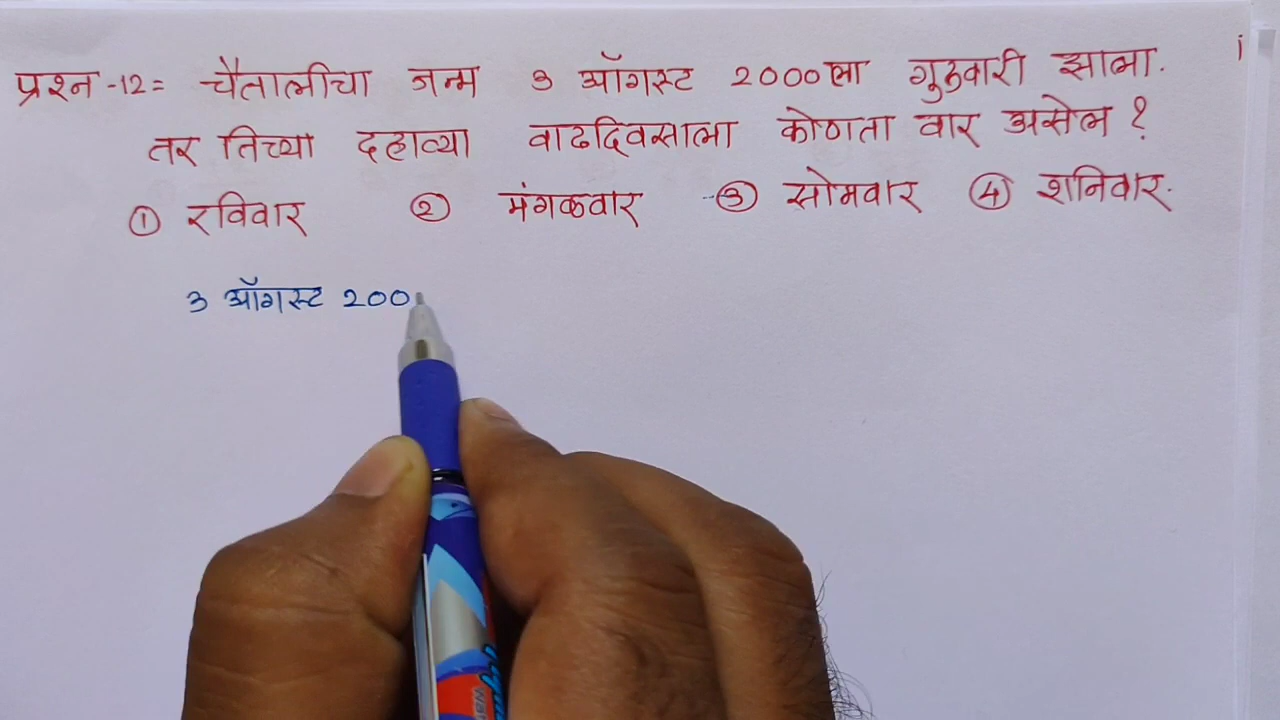 प्रश्न -12= चैतालीचा जन्म 3 ऑगस्ट 2000ला गुरुवारी झाला.
तर तिच्या दहाव्या वाढदिवसाला कोणता वार असेल ?
① रविवार ② मंगळवार ③ सोमवार ④ शनिवार.
3 ऑगस्ट 200